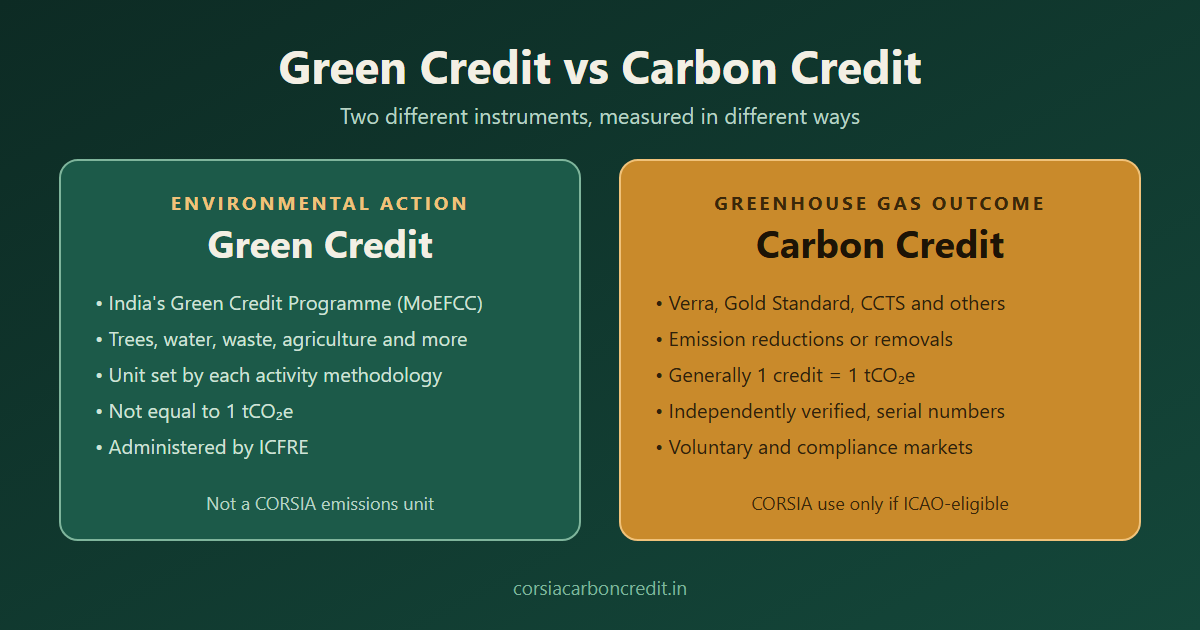 Green Credit vs Carbon Credit
Two different instruments, measured in different ways
ENVIRONMENTAL ACTION
Green Credit
• India's Green Credit Programme (MoEFCC)
• Trees, water, waste, agriculture and more
• Unit set by each activity methodology
• Not equal to 1 tCO₂e
• Administered by ICFRE
Not a CORSIA emissions unit
GREENHOUSE GAS OUTCOME
Carbon Credit
• Verra, Gold Standard, CCTS and others
• Emission reductions or removals
• Generally 1 credit = 1 tCO₂e
• Independently verified, serial numbers
• Voluntary and compliance markets
CORSIA use only if ICAO-eligible
corsiacarboncredit.in